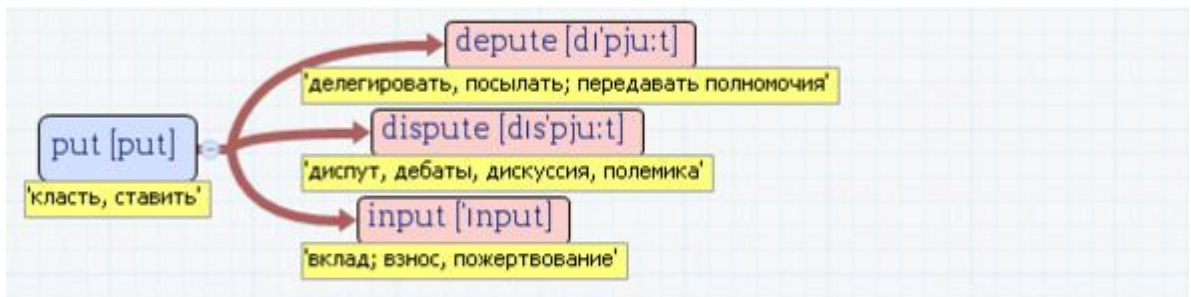 depute [dɪ'pju:t]
'делегировать, посылать; передавать полномочия'
dispute [dɪs'pju:t]
put [put]
'диспут, дебаты, дискуссия, полемика'
'класть, ставить'
input ['ɪnput]
'вклад; взнос, пожертвование'